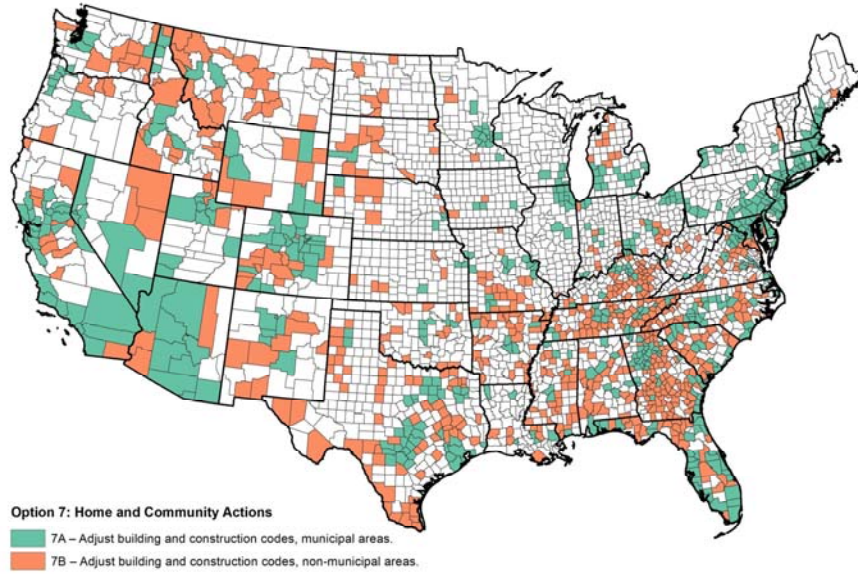 Option 7: Home and Community Actions
7A – Adjust building and construction codes, municipal areas.
7B – Adjust building and construction codes, non-municipal areas.